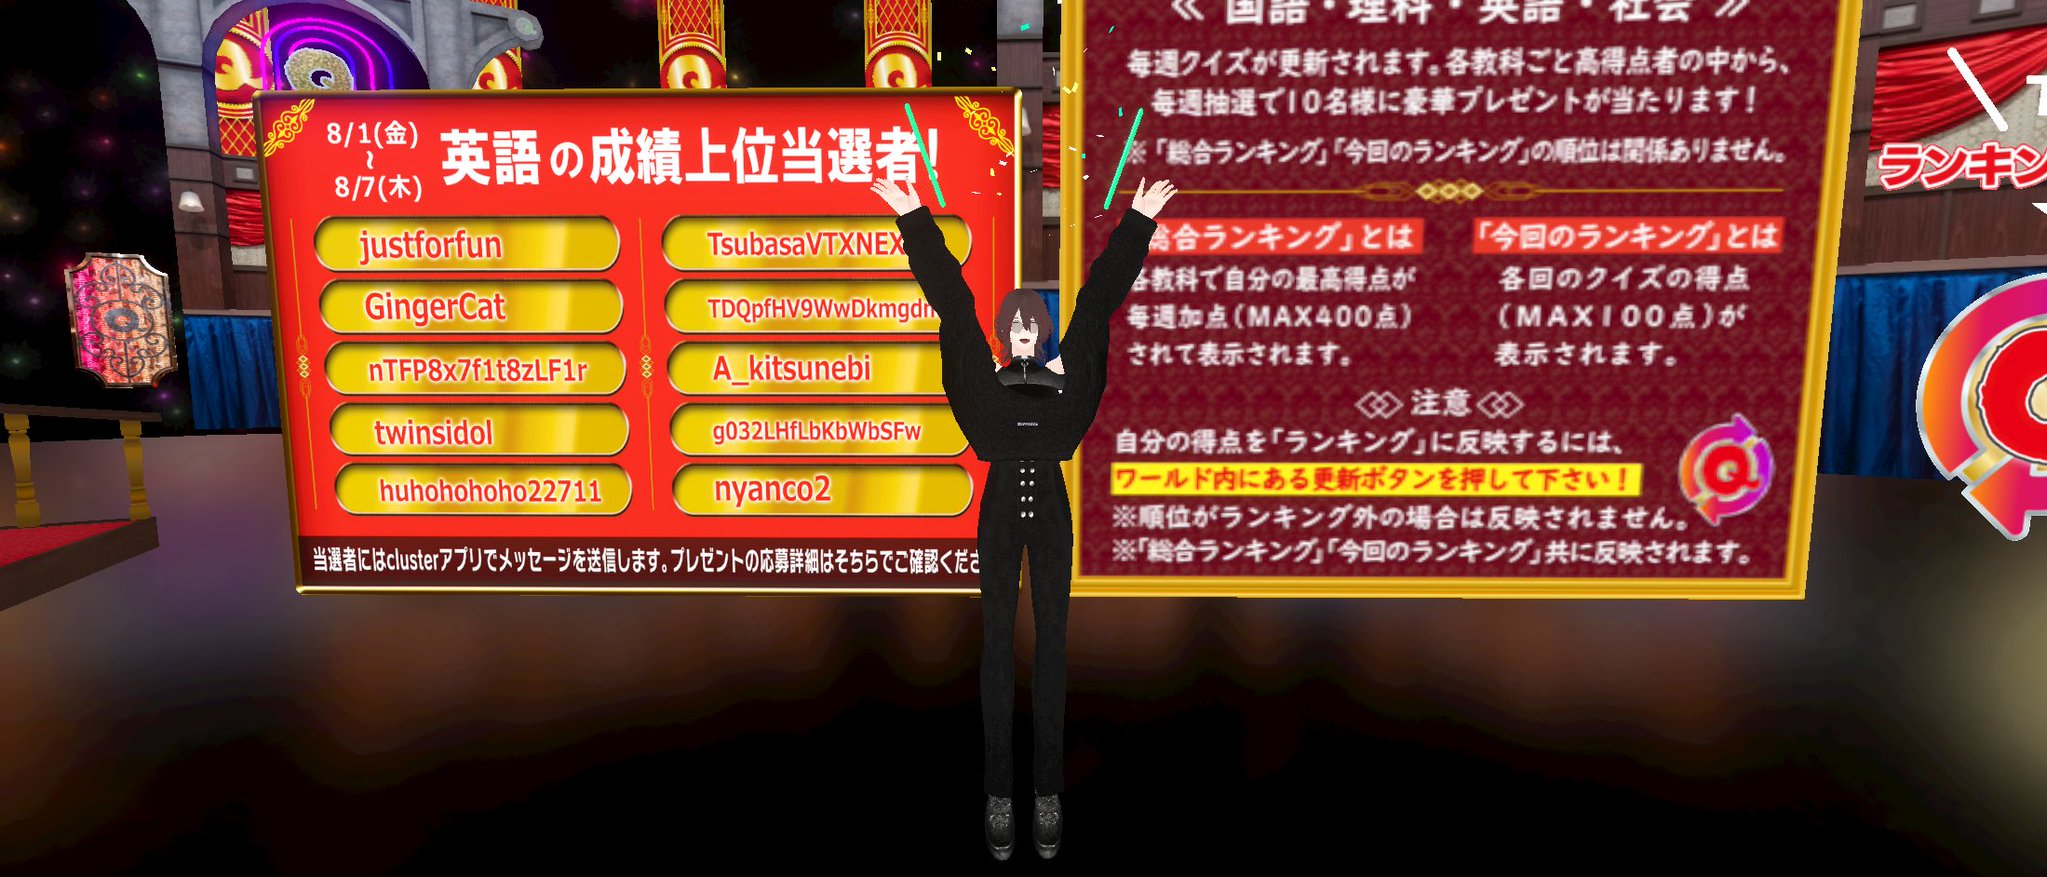 8/1(金)
~
8/7(木)
英語の成績上位当選者!
justforfun
GingerCat
nTFP8x7f1t8zLF1r
twinsidol
huhohohoho22711
TsubasaVTXNEX
TDQpfHV9WwDkmgdn
A_kitsunebi
g032LHfLbKbWbSFw
nyanco2
当選者にはclusterアプリでメッセージを送信します。プレゼントの応募詳細はそちらでご確認くださ
≪ 国語・理科・英語・社会 ≫
毎週クイズが更新されます。各教科ごと高得点者の中から、
毎週抽選で10名様に豪華プレゼントが当たります!
※「総合ランキング」「今回のランキング」の順位は関係ありません。
総合ランキング」とは
各教科で自分の最高得点が
毎週加点(MAX400点)
されて表示されます。
「今回のランキング」とは
各回のクイズの得点
(MAX100点)が
表示されます。
注意
自分の得点を「ランキング」に反映するには、
ワールド内にある更新ボタンを押して下さい!
※順位がランキング外の場合は反映されません。
※「総合ランキング」「今回のランキング」共に反映されます。
Q
ランキン